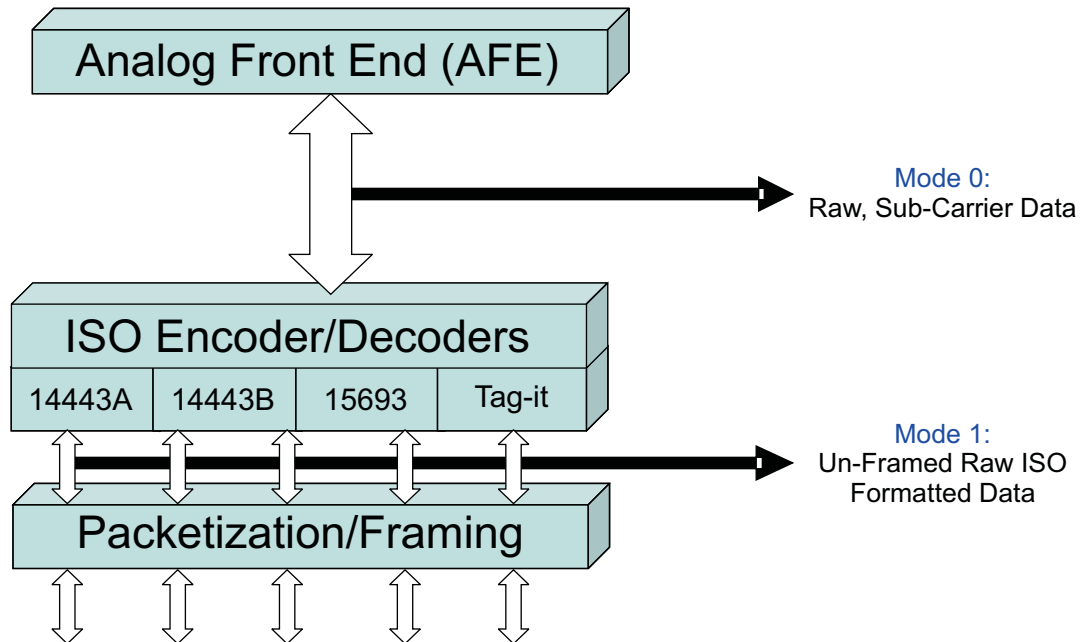 Analog Front End (AFE)
Mode 0:
Raw, Sub-Carrier Data
ISO Encoder/Decoders
14443A
14443B
15693
Tag-it
Mode 1:
Un-Framed Raw ISO
Formatted Data
Packetization/Framing